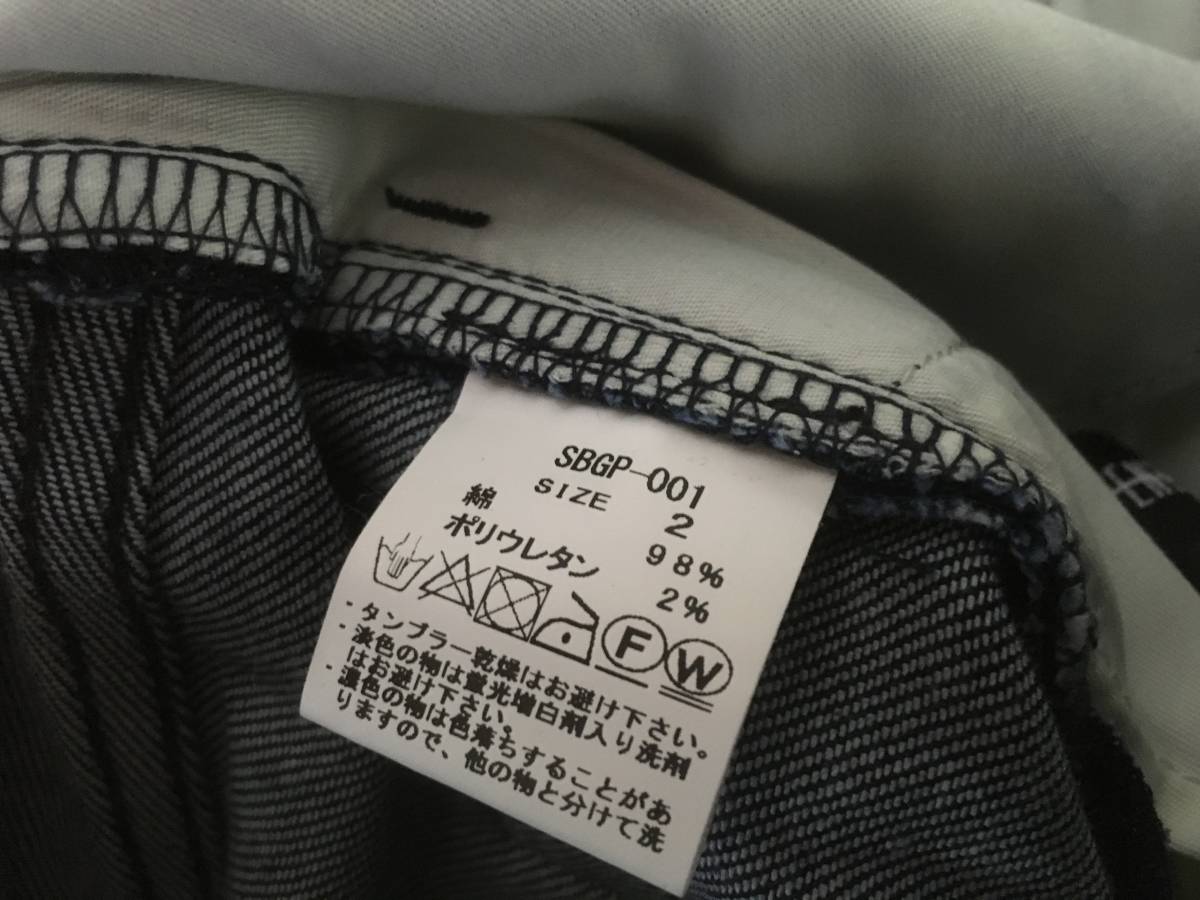 SBGP-001
SIZE 2
綿 98%
ポリウレタン 2%
F W
・タンブラー乾燥はお避け下さい。
・淡色の物は蛍光増白剤入り洗剤
はお避け下さい。
・濃色の物は色落ちすることがあ
りますので、他の物と分けて洗